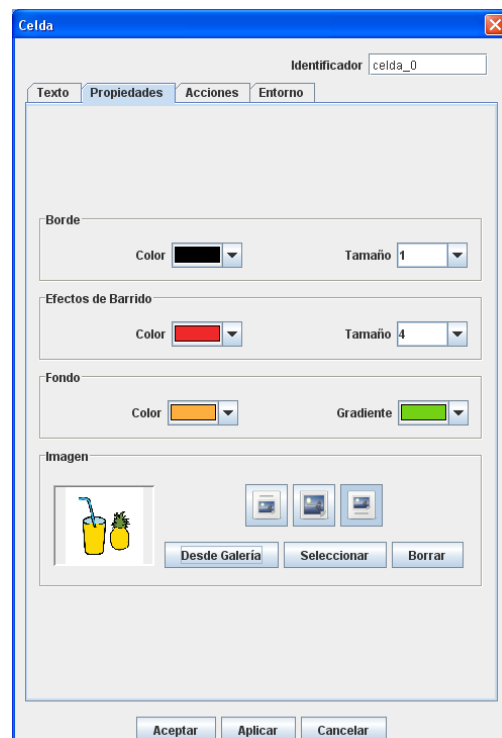 Celda
Identificador celda_0
Texto Propiedades Acciones Entorno
Borde
Color Tamaño 1
Efectos de Barrido
Color Tamaño 4
Fondo
Color Gradiente
Imagen
Desde Galería Seleccionar Borrar
Aceptar Aplicar Cancelar